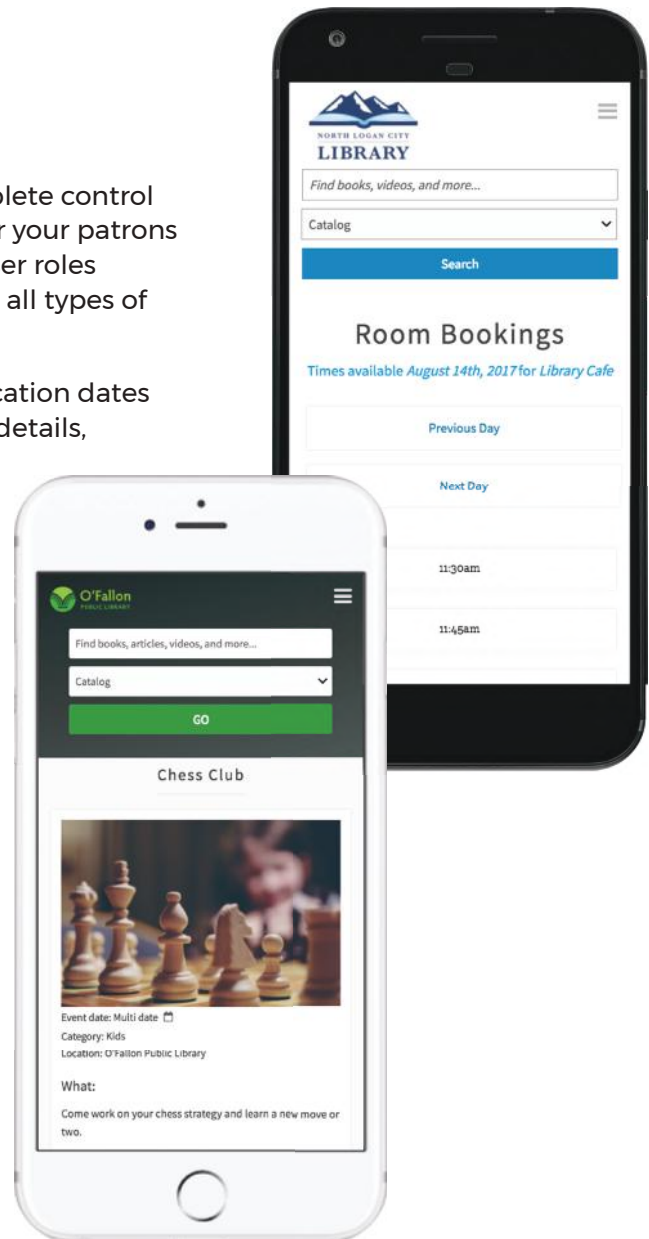 plete control
r your patrons
er roles
all types of
cation dates
details,
NORTH LOGAN CITY
LIBRARY
Find books, videos, and more...
Catalog
Search
Room Bookings
Times available August 14th, 2017 for Library Cafe
Previous Day
Next Day
11:30am
11:45am
O'Fallon
PUBLIC LIBRARY
Find books, articles, videos, and more...
Catalog
GO
Chess Club
Event date: Multi date
Category: Kids
Location: O'Fallon Public Library
What:
Come work on your chess strategy and learn a new move or
two.